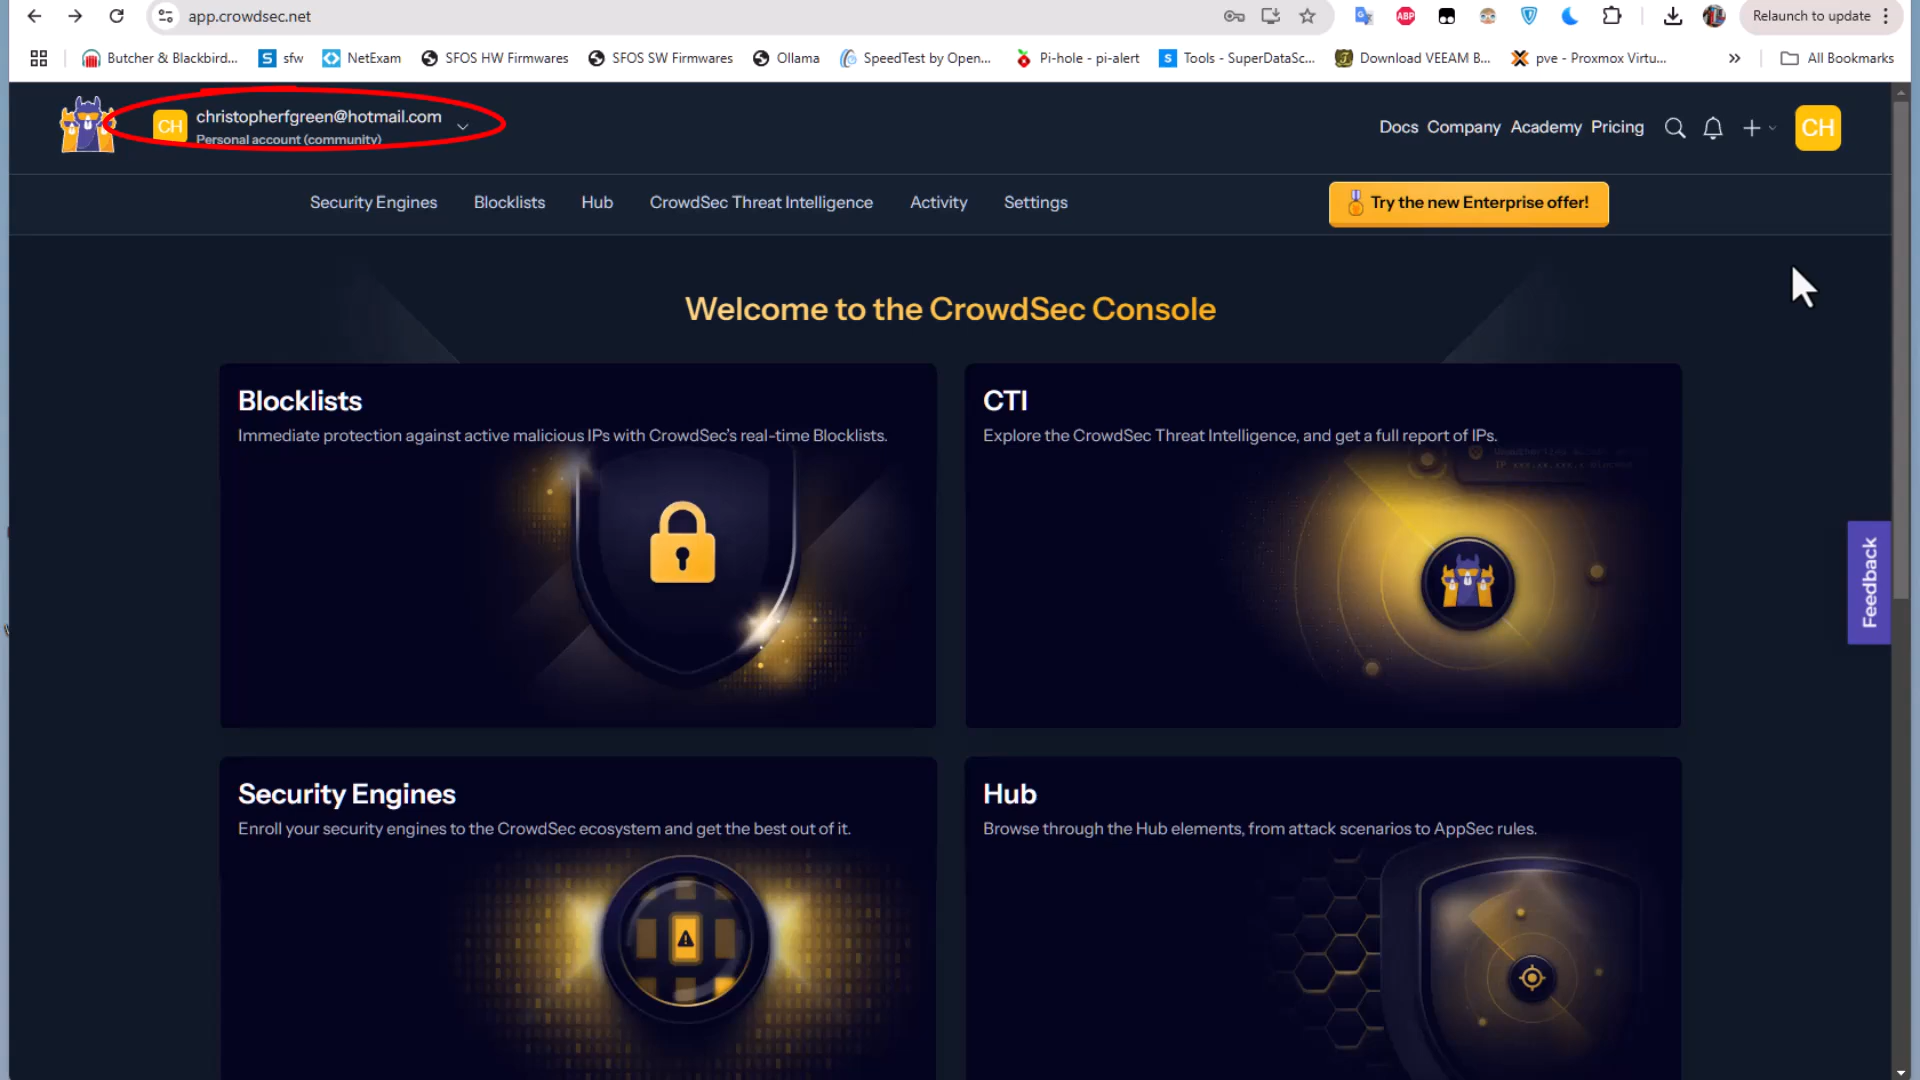 app.crowdsec.net
Relaunch to update
Butcher & Blackbird...
S
sfw
NetExam
SFOS HW Firmwares
SFOS SW Firmwares
Ollama
SpeedTest by Open...
Pi-hole - pi-alert
S
Tools - SuperDataSc...
Download VEEAM B...
pve - Proxmox Virtu...
All Bookmarks
ABP
CH
christopherfgreen@hotmail.com
Personal account (community)
Docs
Company
Academy
Pricing
CH
Security Engines
Blocklists
Hub
CrowdSec Threat Intelligence
Activity
Settings
Try the new Enterprise offer!
Welcome to the CrowdSec Console
Blocklists
Immediate protection against active malicious IPs with CrowdSec's real-time Blocklists.
CTI
Explore the CrowdSec Threat Intelligence, and get a full report of IPs.
Feedback
Security Engines
Enroll your security engines to the CrowdSec ecosystem and get the best out of it.
Hub
Browse through the Hub elements, from attack scenarios to AppSec rules.